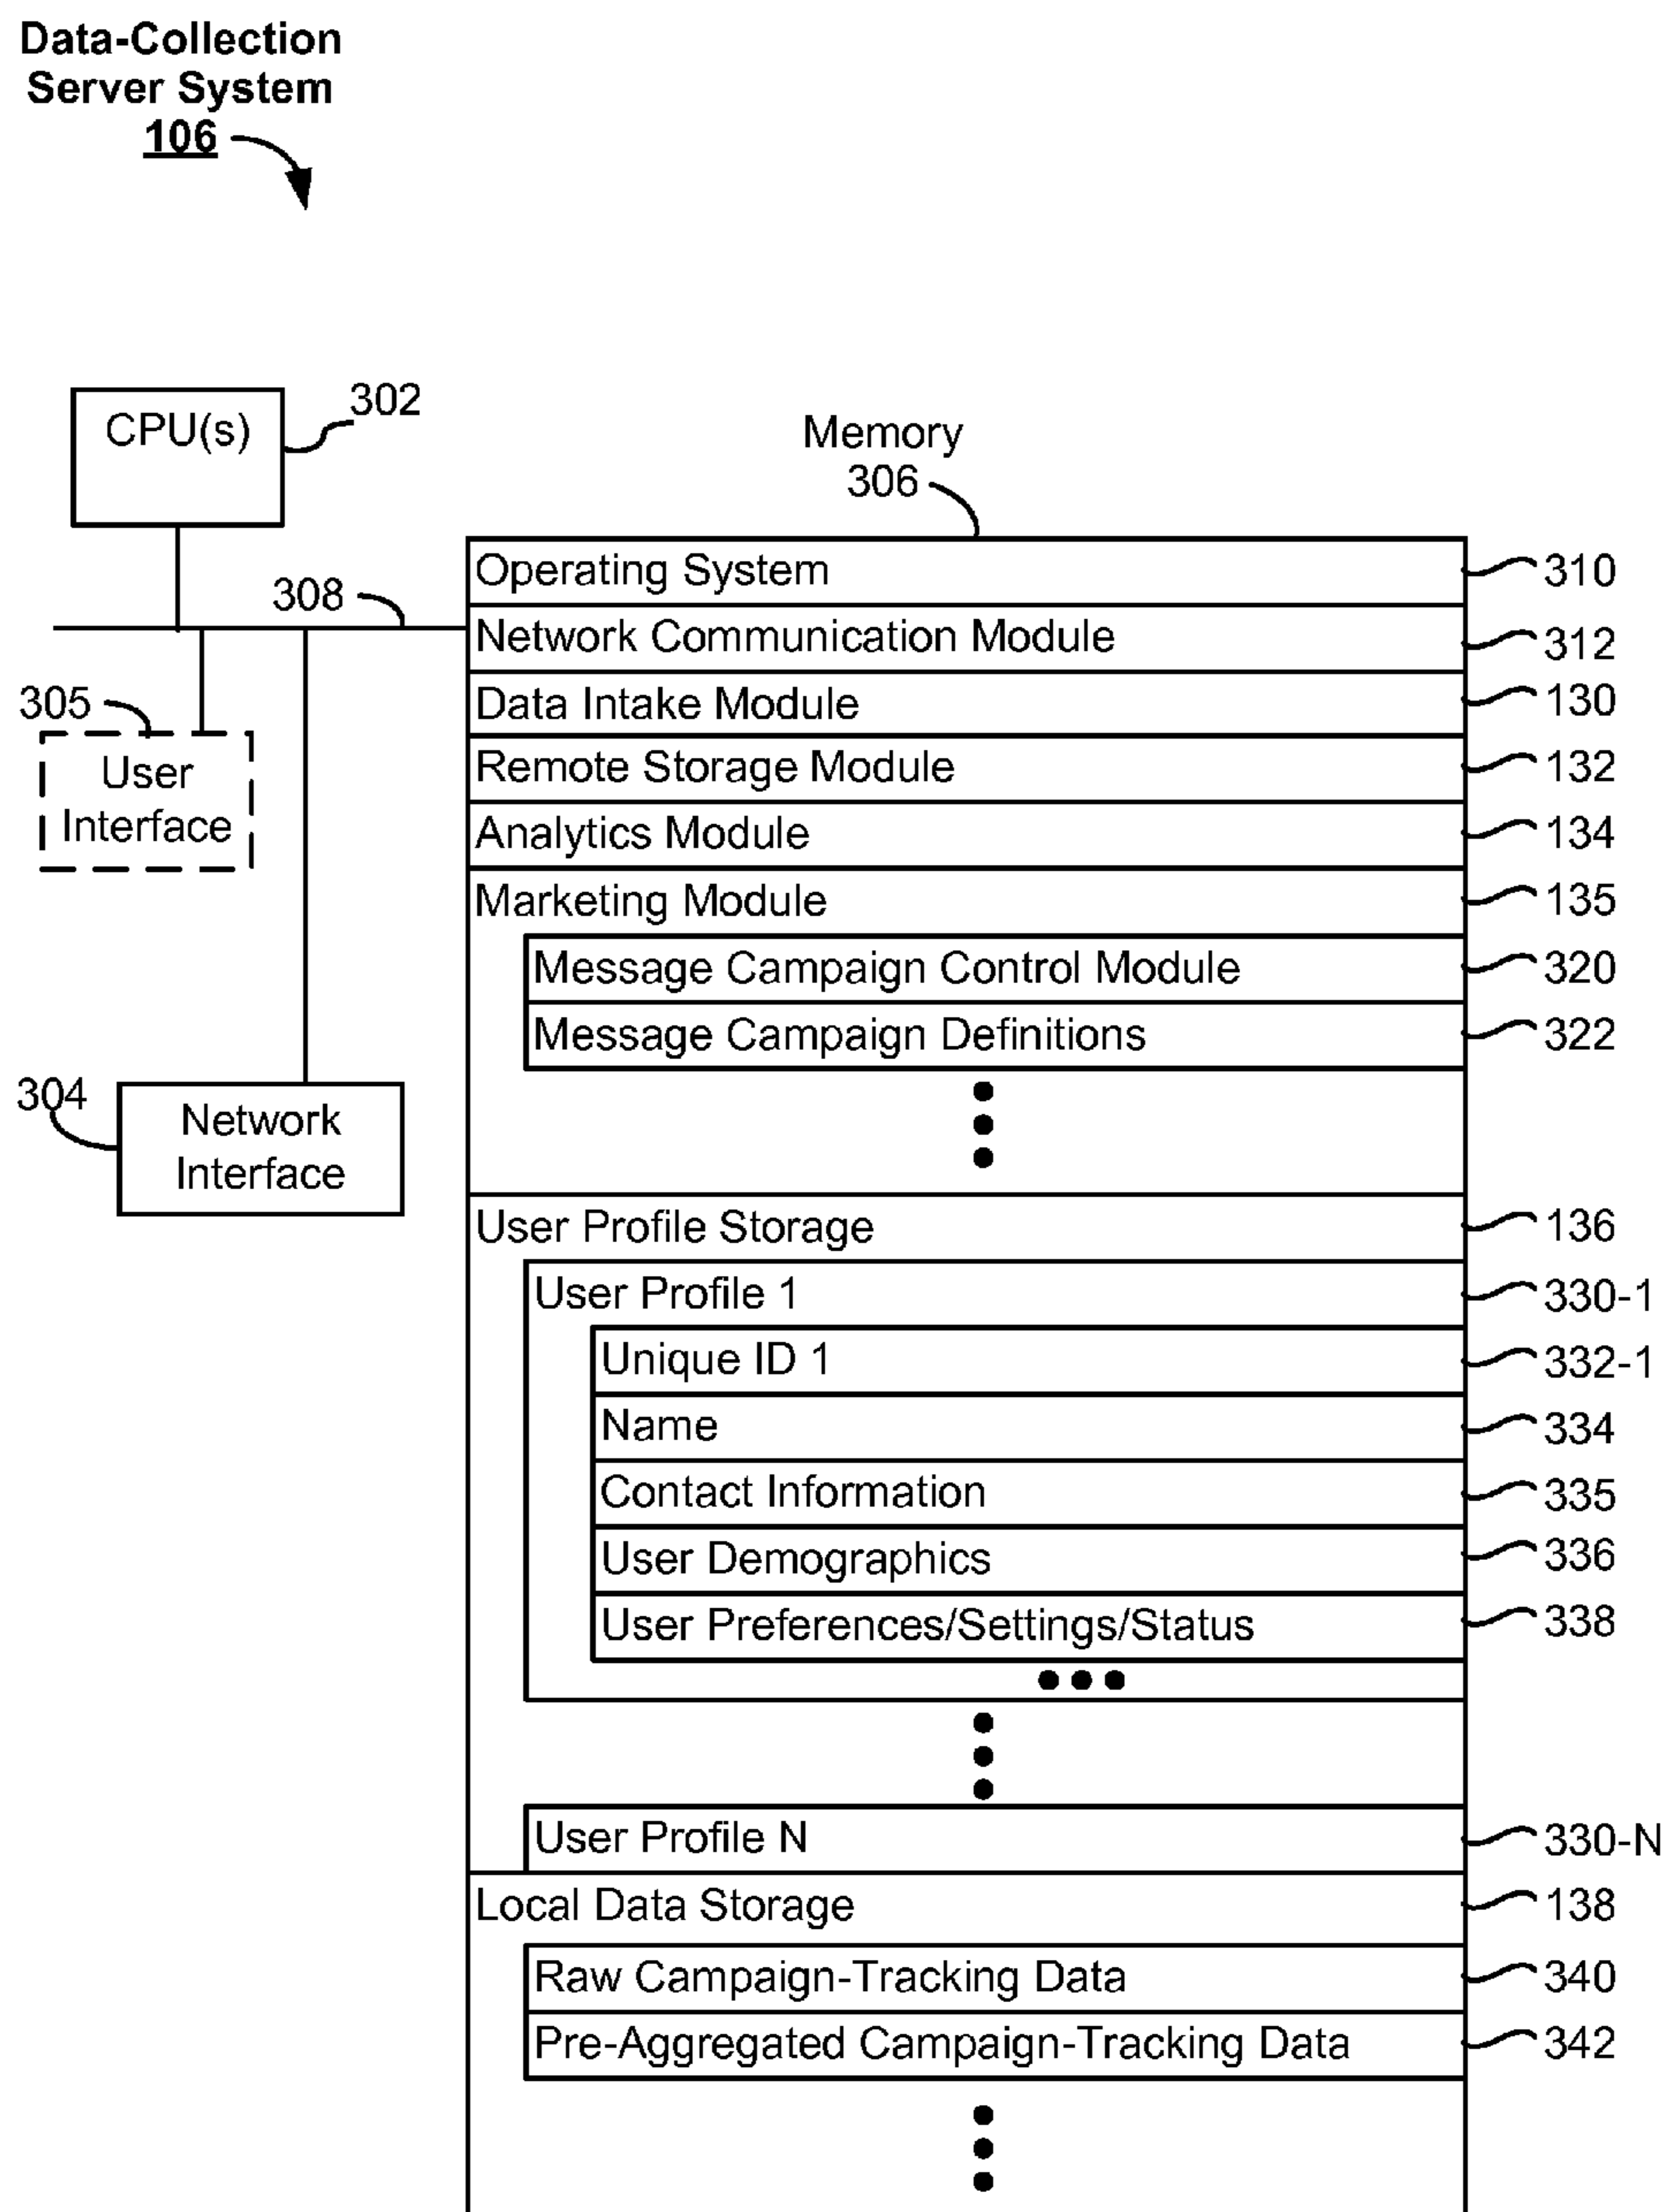 Data-Collection
Server System
106
CPU(s)
302
Memory
306
308
305
User
Interface
304
Network
Interface
Operating System
310
Network Communication Module
312
Data Intake Module
130
Remote Storage Module
132
Analytics Module
134
Marketing Module
135
Message Campaign Control Module
320
Message Campaign Definitions
322
User Profile Storage
136
User Profile 1
330-1
Unique ID 1
332-1
Name
334
Contact Information
335
User Demographics
336
User Preferences/Settings/Status
338
User Profile N
330-N
Local Data Storage
138
Raw Campaign-Tracking Data
340
Pre-Aggregated Campaign-Tracking Data
342